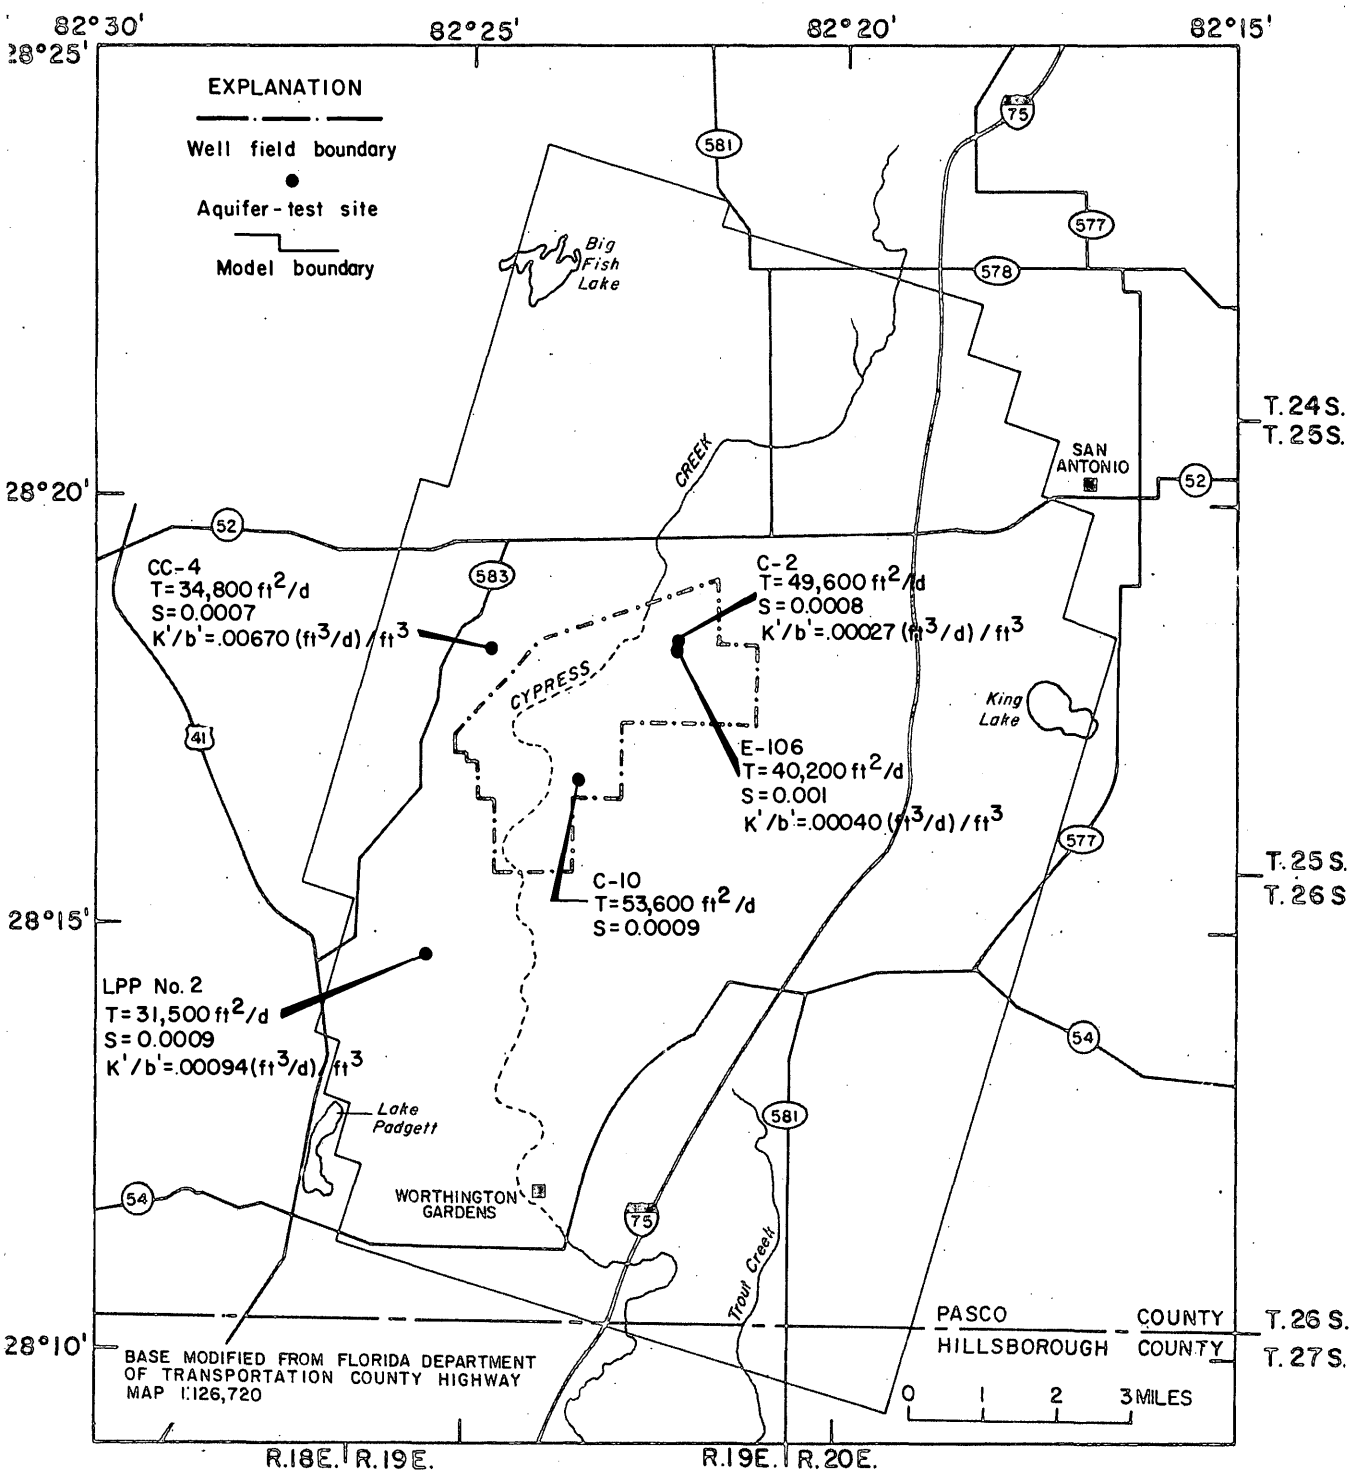 82°30' 82°25' 82°20' 82°15'
28°25'
EXPLANATION
Well field boundary
Aquifer-test site
Model boundary
75
581
577
578
Big
Fish
Lake
T.24S.
T.25S.
CREEK
SAN
ANTONIO
52
28°20'
52
583
CC-4
T=34,800 ft²/d
S=0.0007
K'/b'=.00670 (ft³/d)/ft³
C-2
T=49,600 ft²/d
S=0.0008
K'/b'=.00027 (ft³/d)/ft³
CYPRESS
King
Lake
41
E-106
T=40,200 ft²/d
S=0.001
K'/b'=.00040 (ft³/d)/ft³
577
T.25S.
T.26S
C-10
T=53,600 ft²/d
S=0.0009
28°15'
LPP No.2
T=31,500 ft²/d
S=0.0009
K'/b'=.00094(ft³/d)/ft³
54
Lake
Padgett
581
54
WORTHINGTON
GARDENS
75
Trout Creek
PASCO COUNTY
HILLSBOROUGH COUNTY
T.26S.
T.27S.
28°10'
BASE MODIFIED FROM FLORIDA DEPARTMENT
OF TRANSPORTATION COUNTY HIGHWAY
MAP 1:126,720
0 1 2 3 MILES
R.18E. R.19E. R.19E. R.20E.